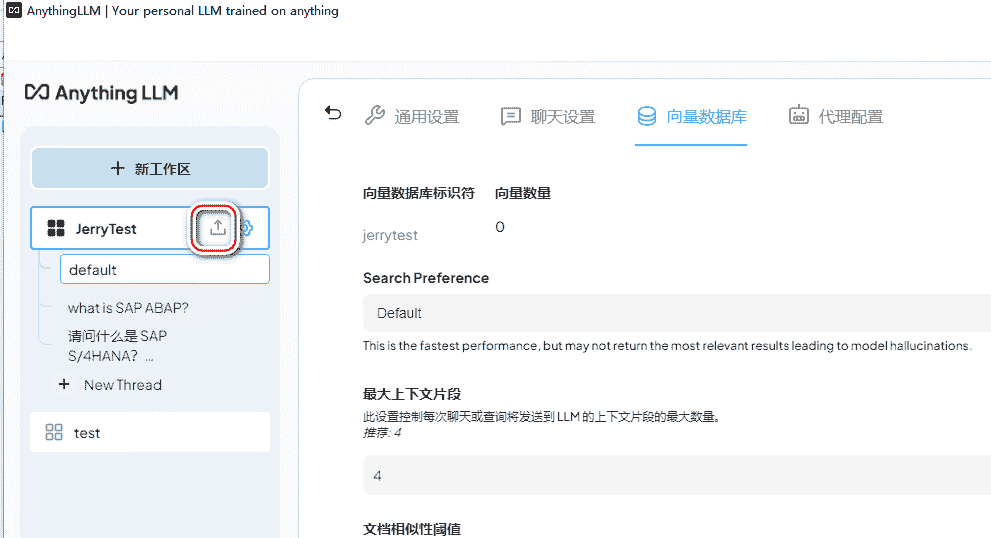 AnythingLLM | Your personal LLM trained on anything
Anything LLM
通用设置
聊天设置
向量数据库
代理配置
+ 新工作区
JerryTest
default
what is SAP ABAP?
请问什么是 SAP
S/4HANA？ ...
+ New Thread
test
向量数据库标识符 向量数量
jerrytest 0
Search Preference
Default
This is the fastest performance, but may not return the most relevant results leading to model hallucinations.
最大上下文片段
此设置控制每次聊天或查询将发送到 LLM 的上下文片段的最大数量。
推荐: 4
4
文档相似性阈值